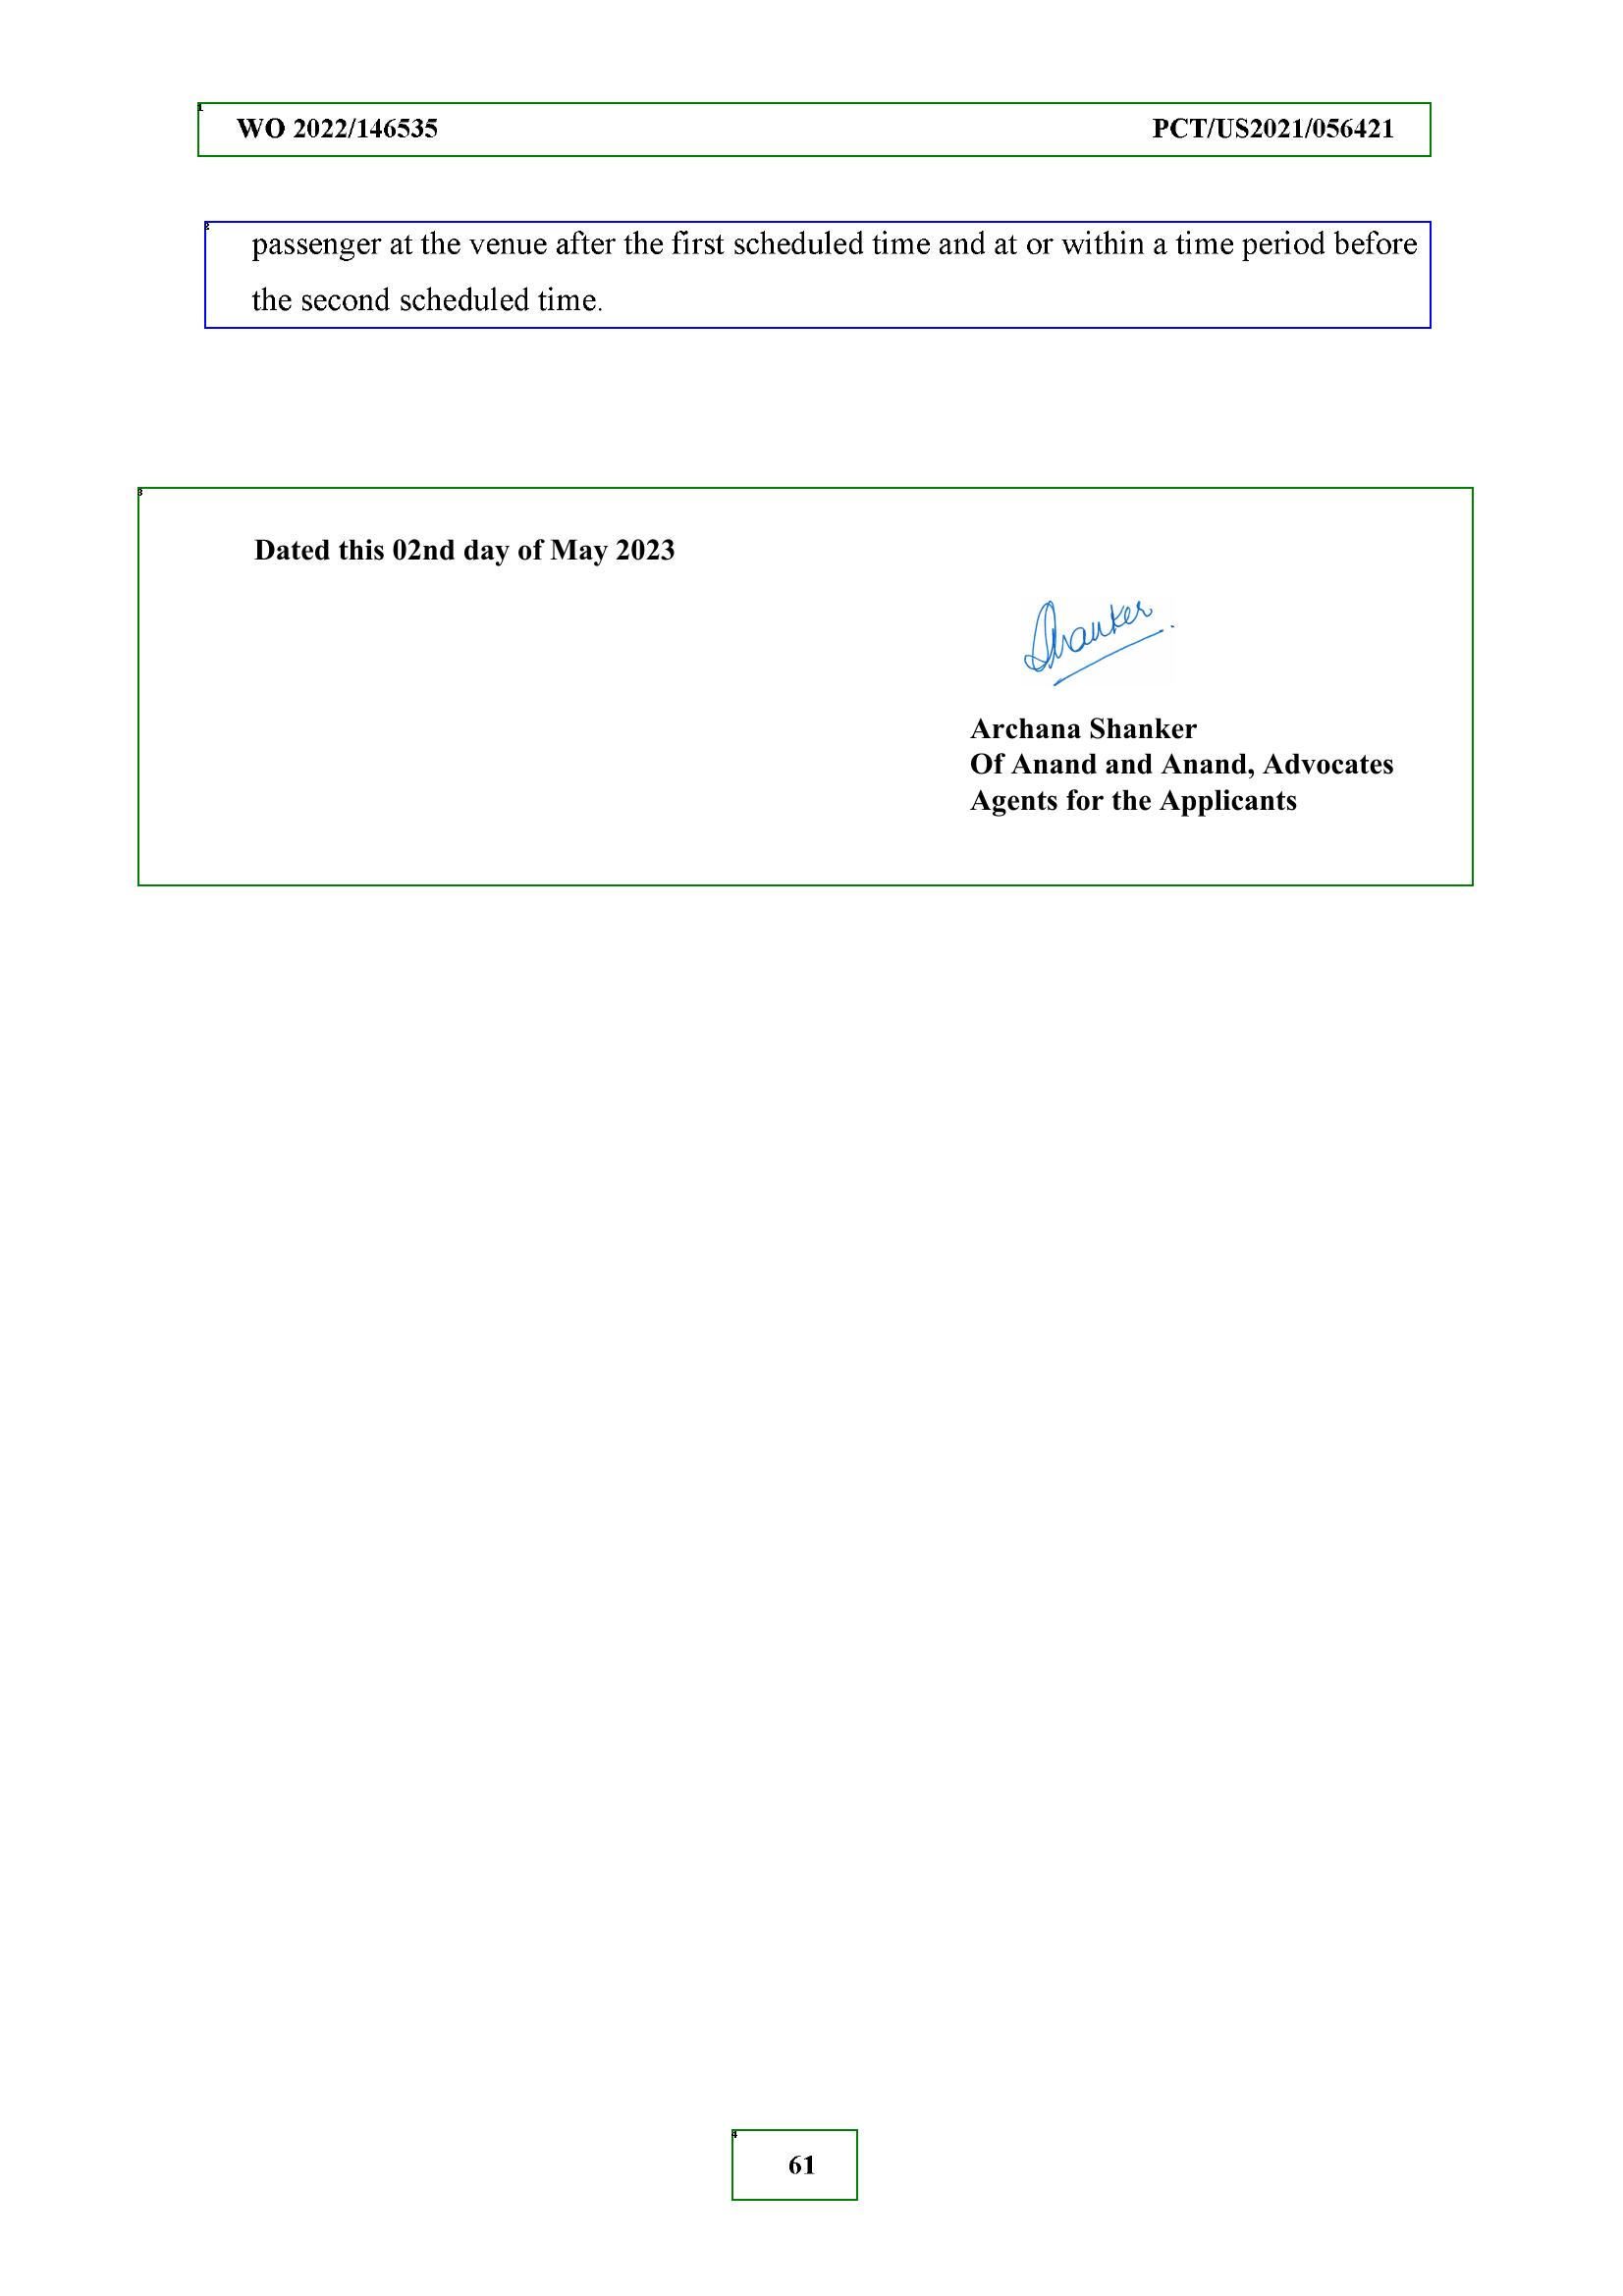 WO 2022/146535 PCT/US2021/056421
passenger at the venue after the first scheduled time and at or within a time period before
the second scheduled time.
Dated this 02nd day of May 2023
Shanker
Archana Shanker
Of Anand and Anand, Advocates
Agents for the Applicants
61